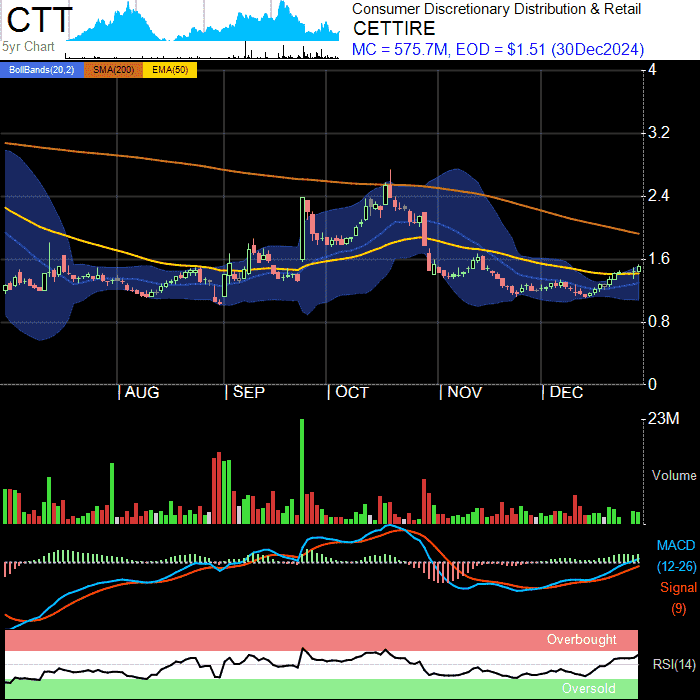 CTT
5yr Chart
Consumer Discretionary Distribution & Retail
CETTIRE
MC = 575.7M, EOD = $1.51 (30Dec2024)
BollBands(20,2) SMA(200) EMA(50)
4
3.2
2.4
1.6
0.8
0
AUG SEP OCT NOV DEC
23M
Volume
MACD
(12-26)
Signal
(9)
Overbought
RSI(14)
Oversold